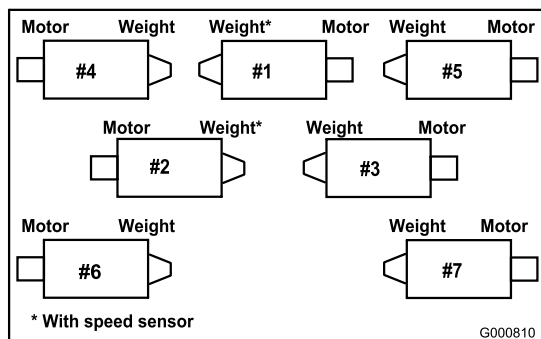 Motor Weight Weight* Motor Weight Motor
#4 #1 #5
Motor Weight* Weight Motor
#2 #3
Motor Weight Weight Motor
#6 #7
* With speed sensor
G000810